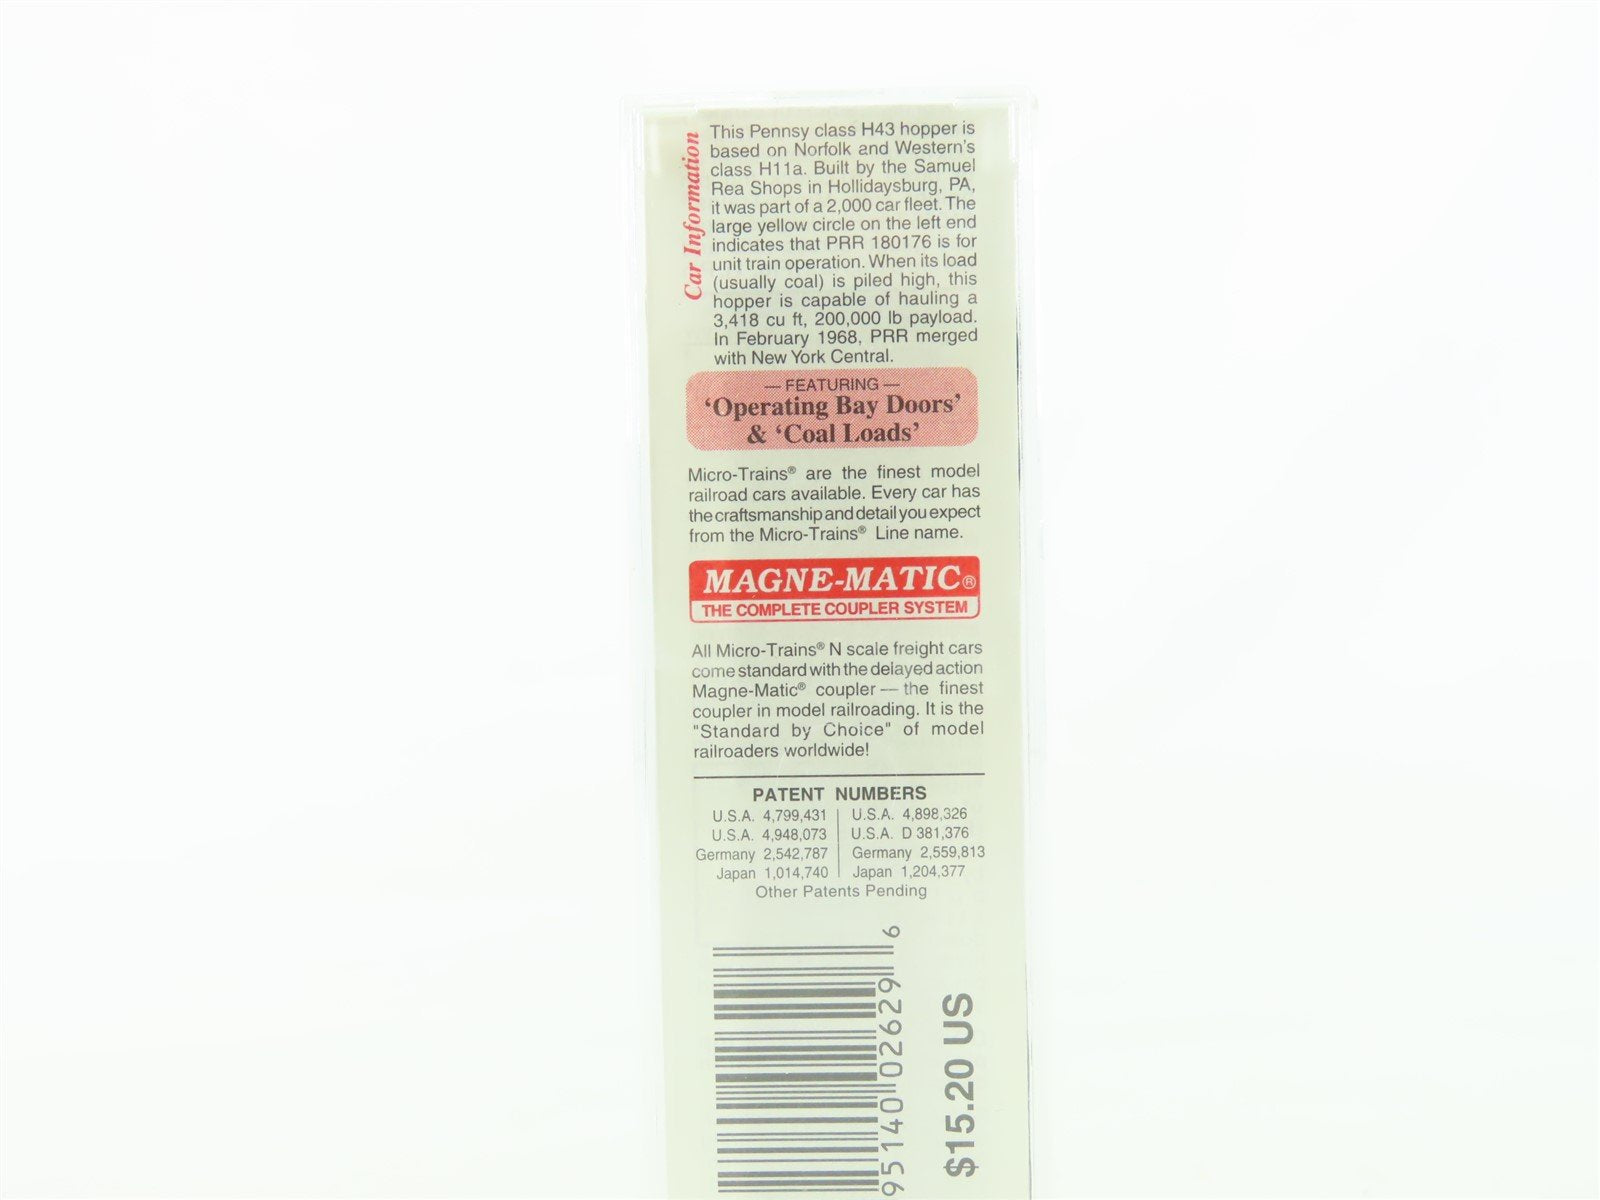 Car Information
This Pennsy class H43 hopper is
based on Norfolk and Western's
class H11a. Built by the Samuel
Rea Shops in Hollidaysburg, PA,
it was part of a 2,000 car fleet. The
large yellow circle on the left end
indicates that PRR 180176 is for
unit train operation. When its load
(usually coal) is piled high, this
hopper is capable of hauling a
3,418 cu ft, 200,000 lb payload.
In February 1968, PRR merged
with New York Central.
— FEATURING —
‘Operating Bay Doors’
& ‘Coal Loads’
Micro-Trains® are the finest model
railroad cars available. Every car has
the craftsmanship and detail you expect
from the Micro-Trains® Line name.
MAGNE-MATIC®
THE COMPLETE COUPLER SYSTEM
All Micro-Trains® N scale freight cars
come standard with the delayed action
Magne-Matic® coupler — the finest
coupler in model railroading. It is the
"Standard by Choice" of model
railroaders worldwide!
PATENT NUMBERS
U.S.A. 4,799,431 U.S.A. 4,898,326
U.S.A. 4,948,073 U.S.A. D 381,376
Germany 2,542,787 Germany 2,559,813
Japan 1,014,740 Japan 1,204,377
Other Patents Pending
95140 02629 6
$15.20 US